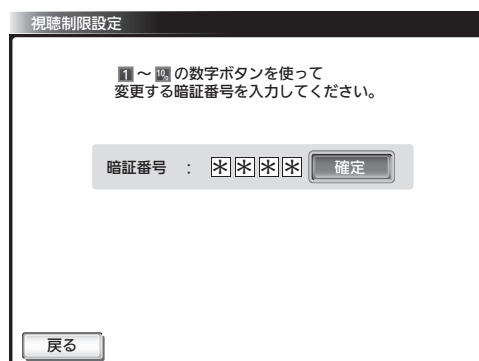 視聴制限設定
1 ~ 10 の数字ボタンを使って
変更する暗証番号を入力してください。
暗証番号 : * * * * 確定
戻る